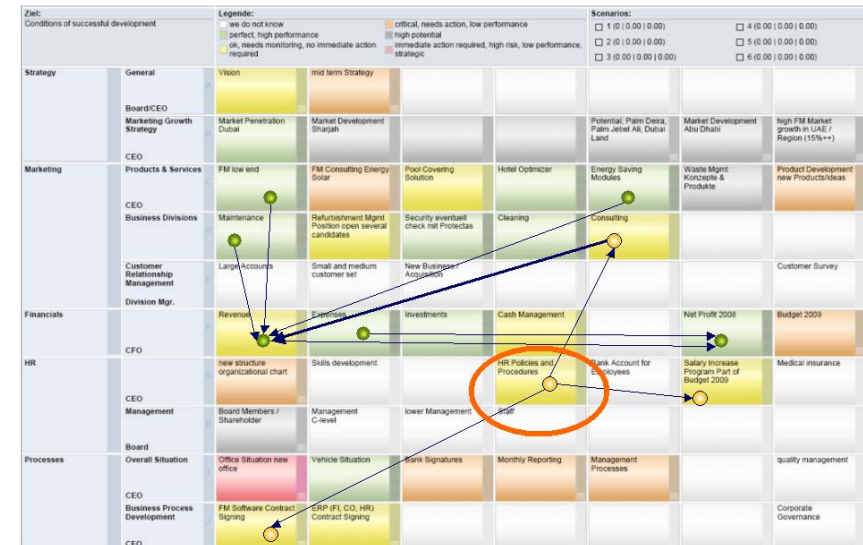 Ziel:
Conditions of successful development
Legende:
we do not know
perfect, high performance
ok, needs monitoring, no immediate action
required
critical, needs action, low performance
high potential
immediate action required, high risk, low performance,
strategic
Scenarios:
1 (0 | 0.00 | 0.00)
2 (0 | 0.00 | 0.00)
3 (0.00 | 0.00 | 0.00)
4 (0.00 | 0.00 | 0.00)
5 (0.00 | 0.00 | 0.00)
6 (0.00 | 0.00 | 0.00)
Strategy
General
Board/CEO
Vision
mid term Strategy
Marketing Growth
Strategy
CEO
Market Penetration
Dubai
Market Development
Sharjah
Potential, Palm Deira,
Palm Jebel Ali, Dubai
Land
Market Development
Abu Dhabi
high FM Market
growth in UAE /
Region (15%++)
Marketing
Products & Services
CEO
FM low end
FM Consulting Energy
Solar
Pool Covering
Solution
Hotel Optimizer
Energy Saving
Modules
Waste Mgmt
Konzepte &
Produkte
Product Development
new Products/ideas
Business Divisions
Maintenance
Refurbishment Mgmt
Position open several
candidates
Security eventuell
check mit Protectas
Cleaning
Consulting
Customer
Relationship
Management
Division Mgr.
Large Accounts
Small and medium
customer set
New Business /
Acquisition
Customer Survey
Financials
CFO
Revenue
Expenses
Investments
Cash Management
Net Profit 2008
Budget 2009
HR
CEO
new structure
organizational chart
Skills development
HR Policies and
Procedures
Bank Account for
Employees
Salary Increase
Program Part of
Budget 2009
Medical insurance
Management
Board
Board Members /
Shareholder
Management
C-level
lower Management
Staff
Processes
Overall Situation
CEO
Office Situation new
office
Vehicle Situation
Bank Signatures
Monthly Reporting
Management
Processes
quality management
Business Process
Development
CEO
FM Software Contract
Signing
ERP (FI, CO, HR)
Contract Signing
Corporate
Governance